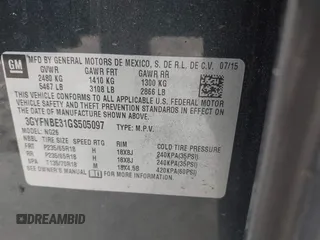 GM
MFD BY GENERAL MOTORS DE MEXICO, S. DE R.L. DE C.V. 07/15
GVWR GAWR FRT GAWR RR
2480 KG 1410 KG 1300 KG
5467 LB 3108 LB 2866 LB
THIS VEHICLE CONFORMS TO ALL APPLICABLE U.S. FEDERAL
MOTOR VEHICLE SAFETY AND THEFT PREVENTION STANDARDS
IN EFFECT ON THE DATE OF MANUFACTURE SHOWN ABOVE.
3GYFNBE31GS505097 TYPE: M.P.V.
MODEL: NG26
TIRE SIZE SPEED RTG RIM COLD TIRE PRESSURE
FRT P235/65R18 H 18X8J 240KPA(35PSI)
RR P235/65R18 H 18X8J 240KPA(35PSI)
SPA T135/70R18 M 18X4.5B 420KPA(60PSI)
SEE OWNER'S MANUAL FOR ADDITIONAL INFORMATION